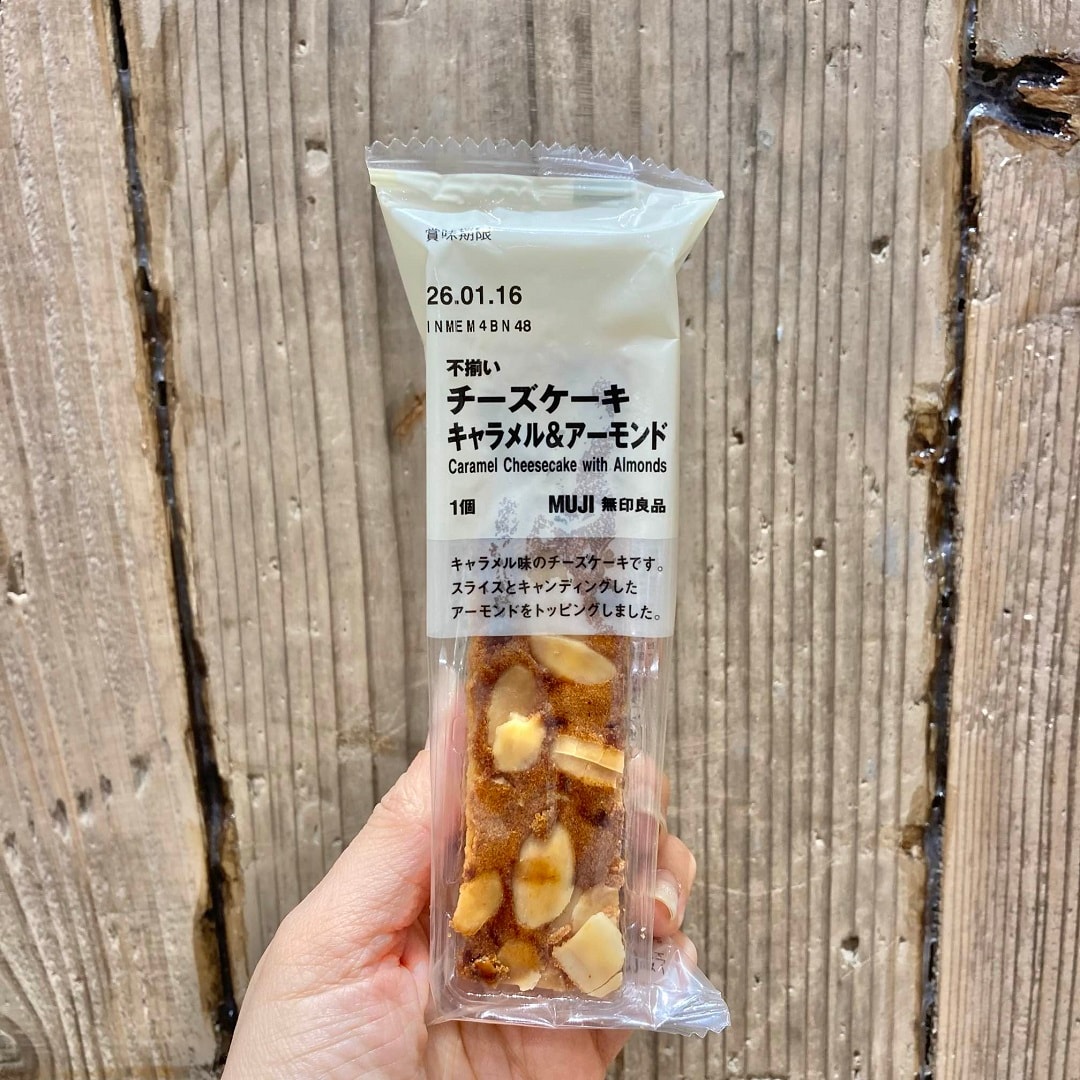 賞味期限
26.01.16
INMEM4BN48
不揃い
チーズケーキ
キャラメル&アーモンド
Caramel Cheesecake with Almonds
1個 MUJI 無印良品
キャラメル味のチーズケーキです。
スライスとキャンディングした
アーモンドをトッピングしました。